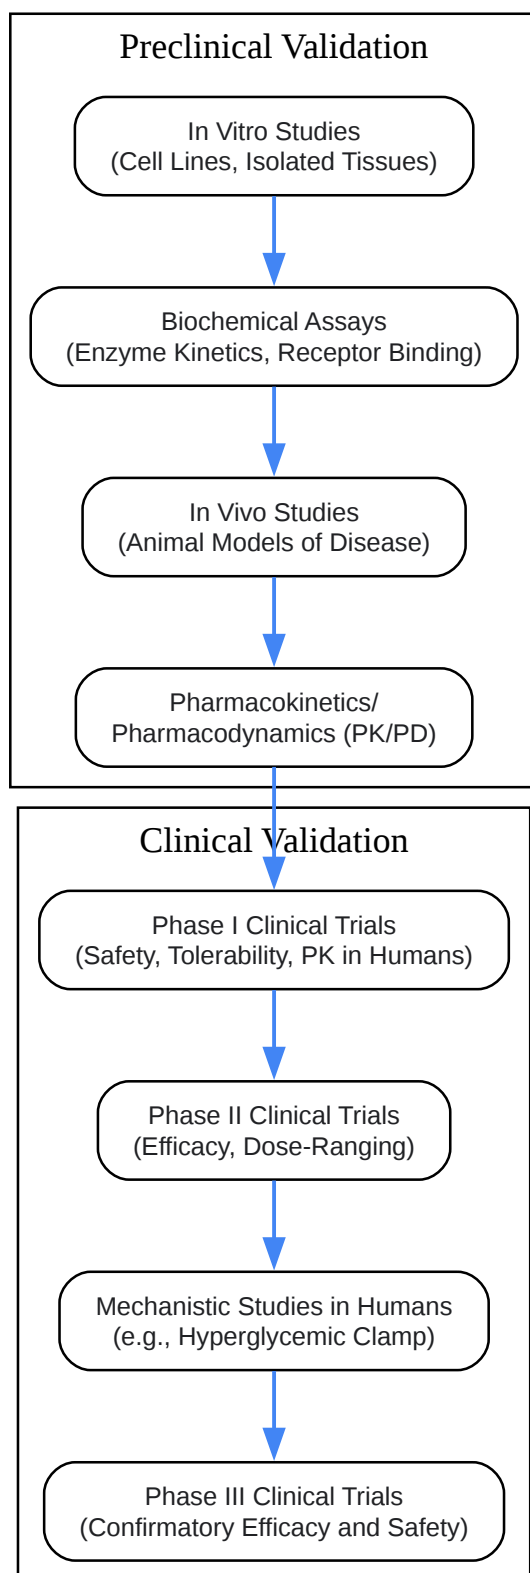 Preclinical Validation
In Vitro Studies
(Cell Lines, Isolated Tissues)
Biochemical Assays
(Enzyme Kinetics, Receptor Binding)
In Vivo Studies
(Animal Models of Disease)
Pharmacokinetics/
Pharmacodynamics (PK/PD)
Clinical Validation
Phase I Clinical Trials
(Safety, Tolerability, PK in Humans)
Phase II Clinical Trials
(Efficacy, Dose-Ranging)
Mechanistic Studies in Humans
(e.g., Hyperglycemic Clamp)
Phase III Clinical Trials
(Confirmatory Efficacy and Safety)